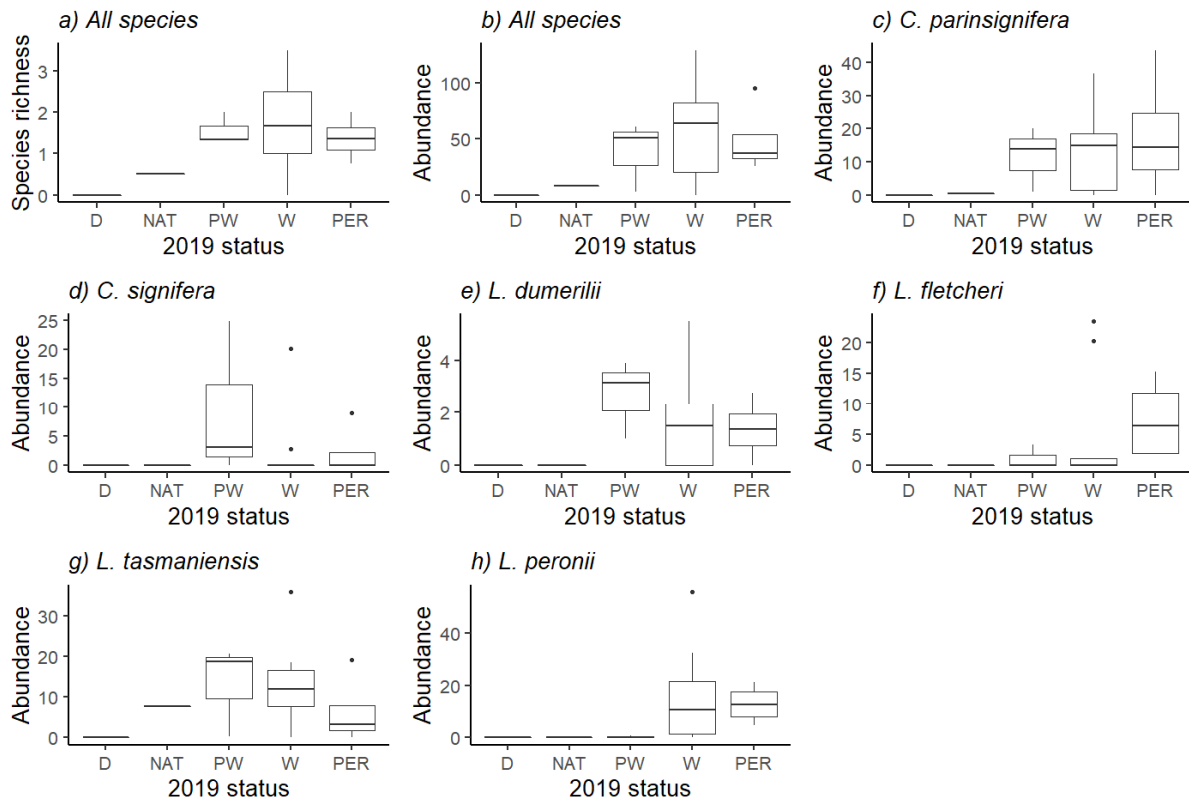 a) All species
b) All species
c) C. parinsignifera
Species richness
3
2
1
0
D NAT PW W PER
2019 status
Abundance
100
50
0
D NAT PW W PER
2019 status
Abundance
40
30
20
10
0
D NAT PW W PER
2019 status
d) C. signifera
e) L. dumerilii
f) L. fletcheri
Abundance
25
20
15
10
5
0
D NAT PW W PER
2019 status
Abundance
4
2
0
D NAT PW W PER
2019 status
Abundance
20
15
10
5
0
D NAT PW W PER
2019 status
g) L. tasmaniensis
h) L. peronii
Abundance
30
20
10
0
D NAT PW W PER
2019 status
Abundance
40
20
0
D NAT PW W PER
2019 status